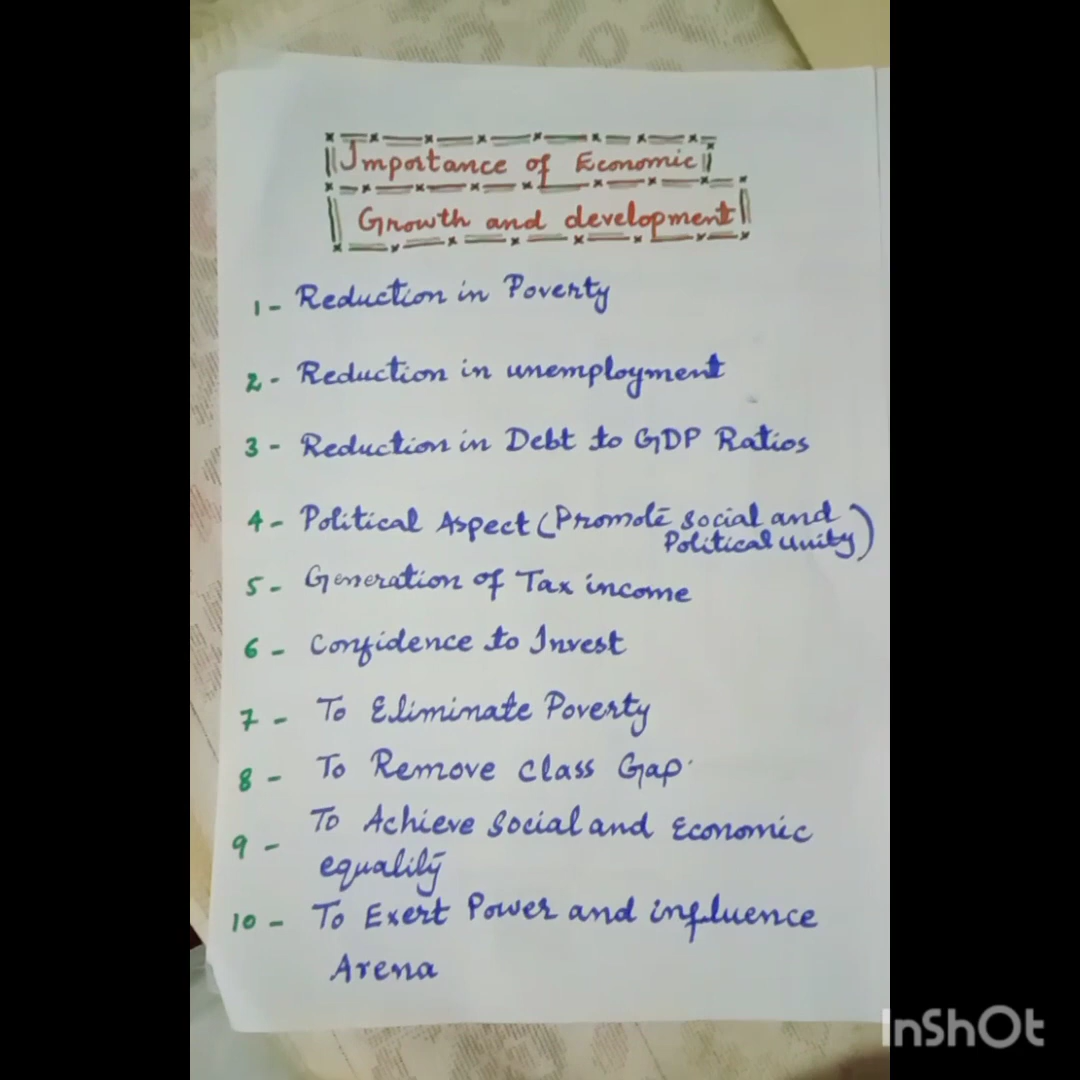 Importance of Economic
Growth and development
1- Reduction in Poverty
2- Reduction in unemployment
3- Reduction in Debt to GDP Ratios
4- Political Aspect (Promote social and
Political unity)
5- Generation of Tax income
6- Confidence to Invest
7- To Eliminate Poverty
8- To Remove class Gap
9- To Achieve social and Economic
equality
10- To Exert Power and influence
Arena
InShOt